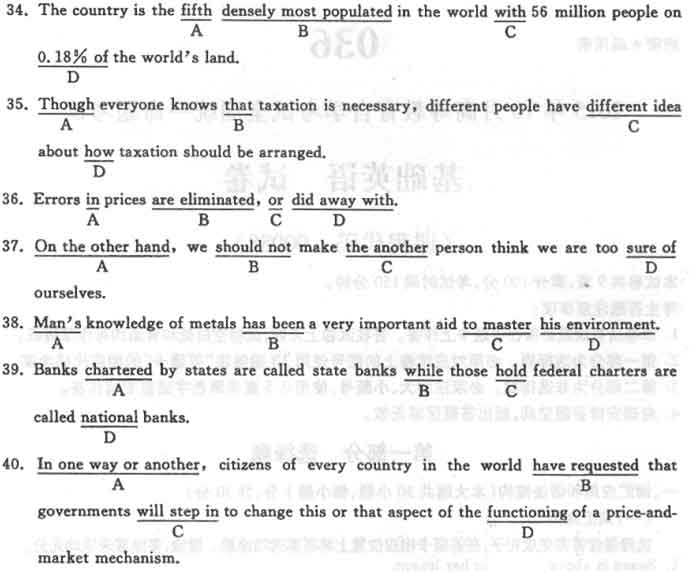 34. The country is the fifth densely most populated in the world with 56 million people on
A B C
0.18% of the world's land.
D
35. Though everyone knows that taxation is necessary, different people have different idea
A B C
about how taxation should be arranged.
D
36. Errors in prices are eliminated, or did away with.
A B C D
37. On the other hand, we should not make the another person think we are too sure of
A B C D
ourselves.
38. Man's knowledge of metals has been a very important aid to master his environment.
A B C D
39. Banks chartered by states are called state banks while those hold federal charters are
A B C
called national banks.
D
40. In one way or another, citizens of every country in the world have requested that
A B
governments will step in to change this or that aspect of the functioning of a price-and-
C D
market mechanism.